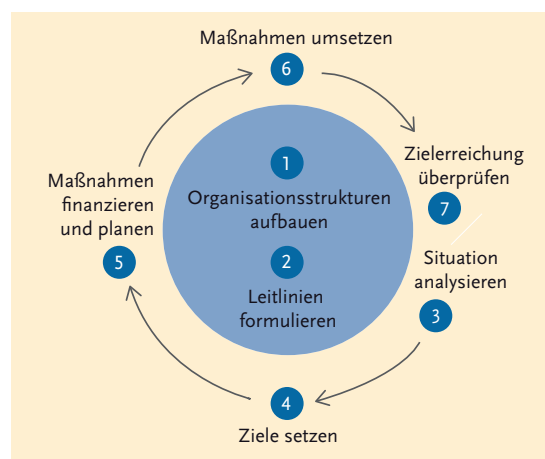 Maßnahmen umsetzen
6
1
Organisationsstrukturen
aufbauen
2
Leitlinien
formulieren
Zielerreichung
überprüfen
7
Situation
analysieren
3
4
Ziele setzen
Maßnahmen
finanzieren
und planen
5